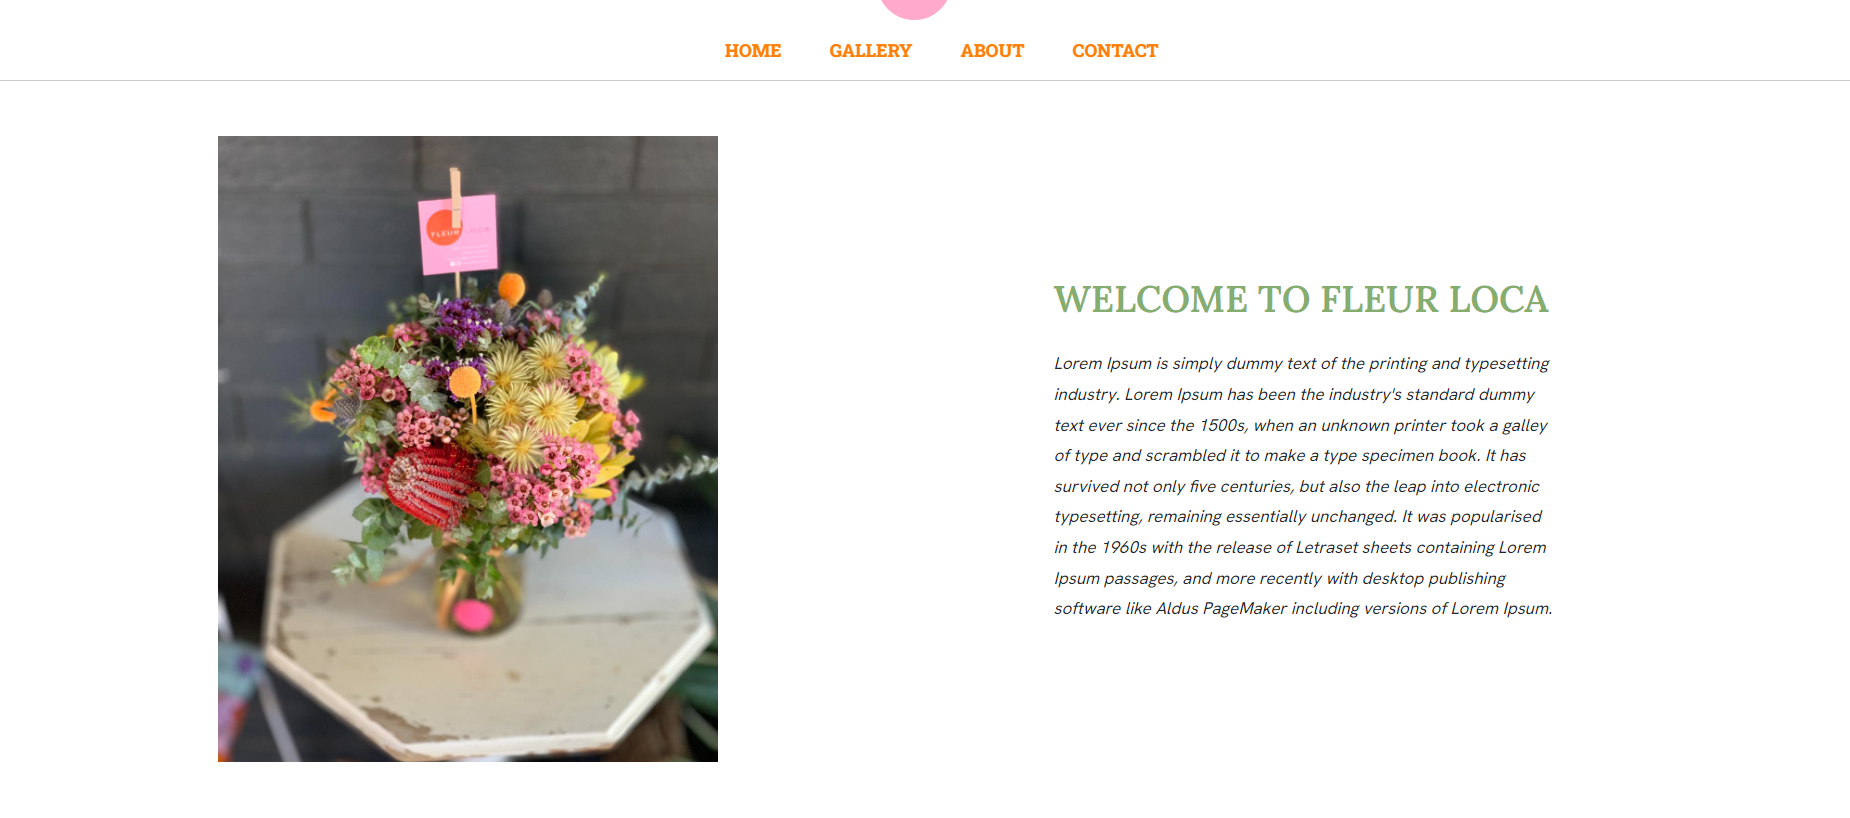 HOME GALLERY ABOUT CONTACT
FLEUR LOCA
WELCOME TO FLEUR LOCA
Lorem Ipsum is simply dummy text of the printing and typesetting
industry. Lorem Ipsum has been the industry's standard dummy
text ever since the 1500s, when an unknown printer took a galley
of type and scrambled it to make a type specimen book. It has
survived not only five centuries, but also the leap into electronic
typesetting, remaining essentially unchanged. It was popularised
in the 1960s with the release of Letraset sheets containing Lorem
Ipsum passages, and more recently with desktop publishing
software like Aldus PageMaker including versions of Lorem Ipsum.